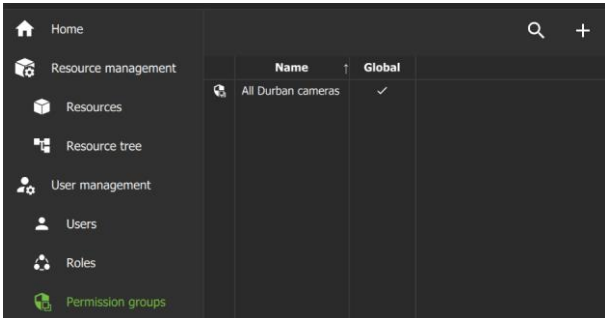 Home
Resource management
Resources
Resource tree
User management
Users
Roles
Permission groups
Name ↑ Global
All Durban cameras ✓